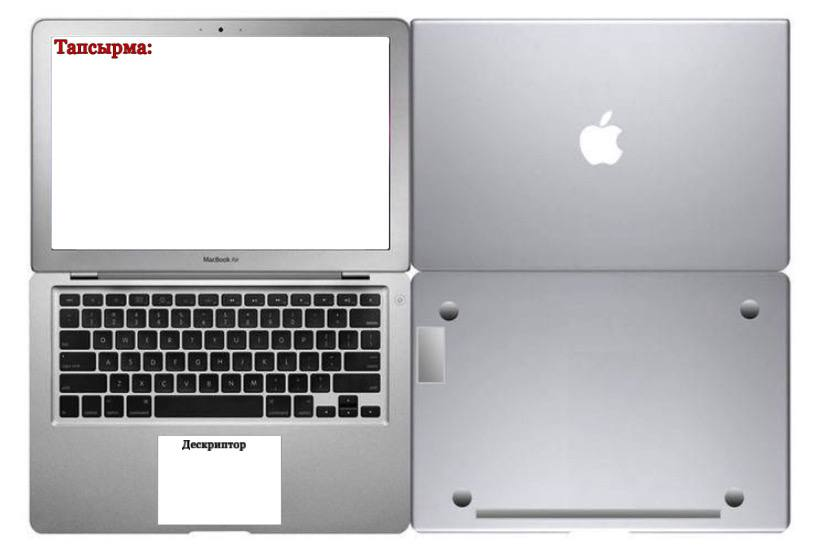 Тапсырма:
MacBook Air
Q W E R T Y U I O P
A S D F G H J K L
Z X C V B N M
Дескриптор